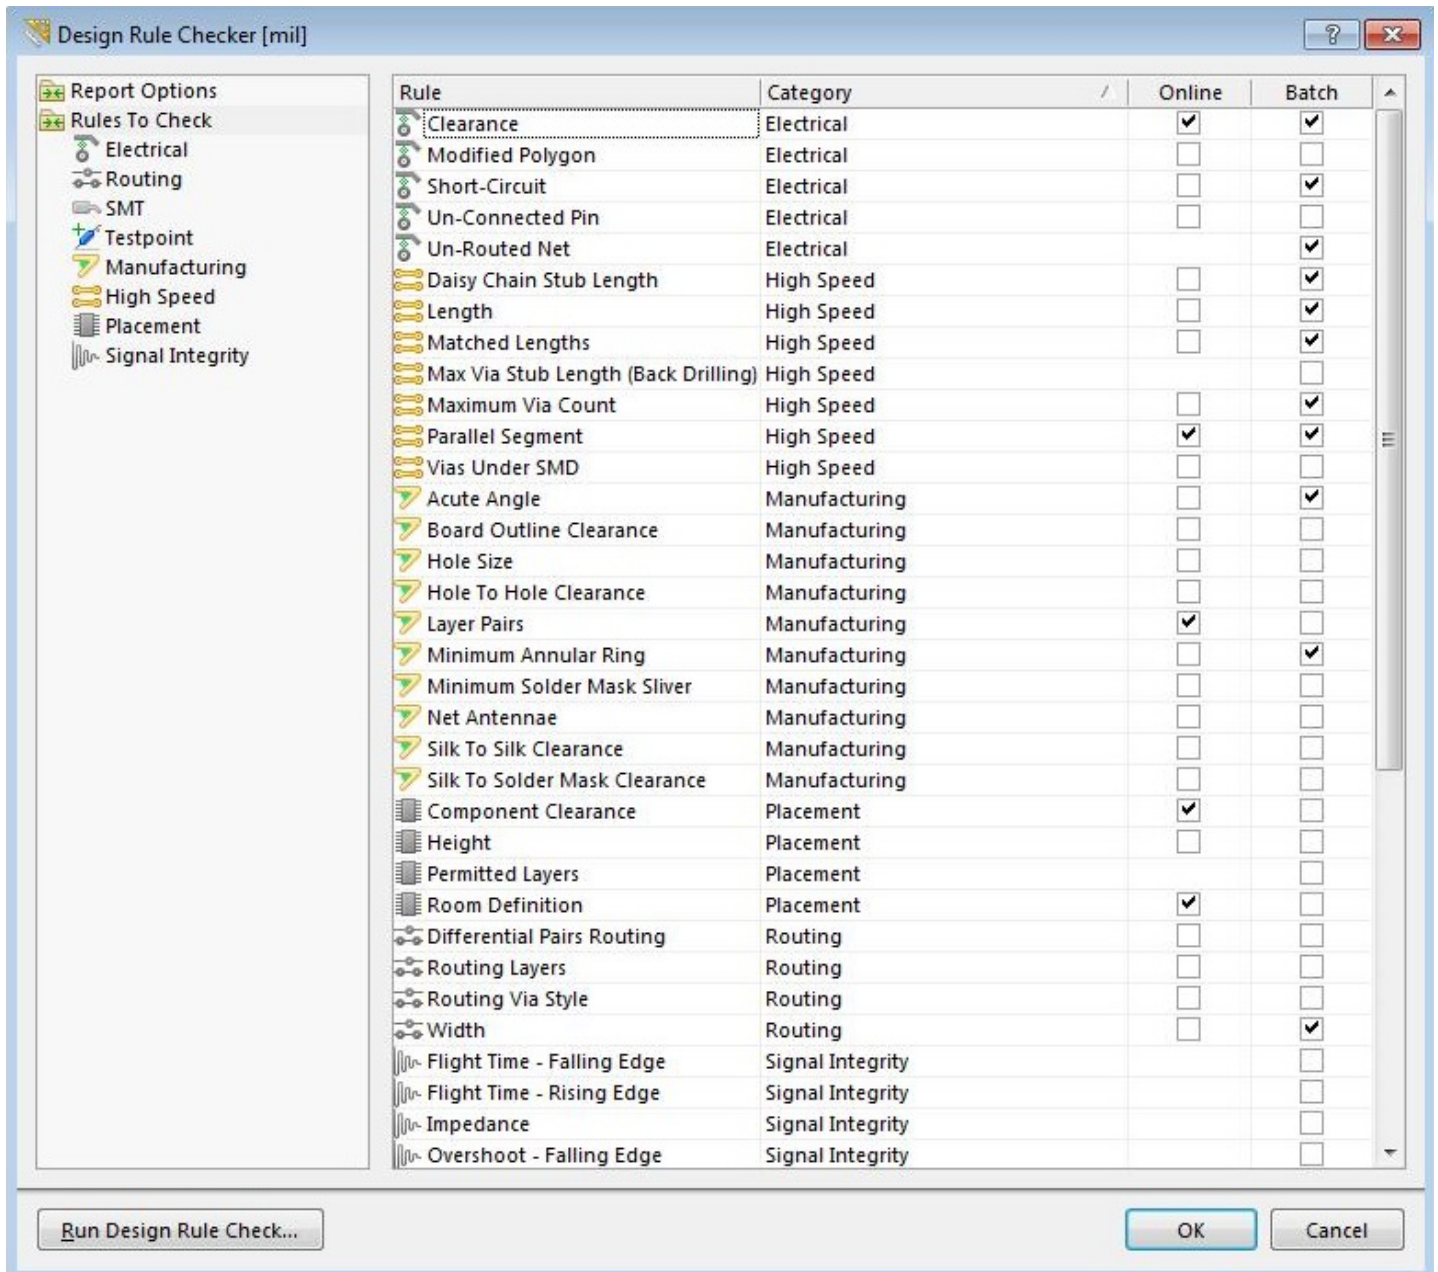 Design Rule Checker [mil]
Report Options
Rules To Check
Electrical
Routing
SMT
Testpoint
Manufacturing
High Speed
Placement
Signal Integrity
Rule Category Online Batch
Clearance Electrical
Modified Polygon Electrical
Short-Circuit Electrical
Un-Connected Pin Electrical
Un-Routed Net Electrical
Daisy Chain Stub Length High Speed
Length High Speed
Matched Lengths High Speed
Max Via Stub Length (Back Drilling) High Speed
Maximum Via Count High Speed
Parallel Segment High Speed
Vias Under SMD High Speed
Acute Angle Manufacturing
Board Outline Clearance Manufacturing
Hole Size Manufacturing
Hole To Hole Clearance Manufacturing
Layer Pairs Manufacturing
Minimum Annular Ring Manufacturing
Minimum Solder Mask Sliver Manufacturing
Net Antennae Manufacturing
Silk To Silk Clearance Manufacturing
Silk To Solder Mask Clearance Manufacturing
Component Clearance Placement
Height Placement
Permitted Layers Placement
Room Definition Placement
Differential Pairs Routing Routing
Routing Layers Routing
Routing Via Style Routing
Width Routing
Flight Time - Falling Edge Signal Integrity
Flight Time - Rising Edge Signal Integrity
Impedance Signal Integrity
Overshoot - Falling Edge Signal Integrity
Run Design Rule Check... OK Cancel